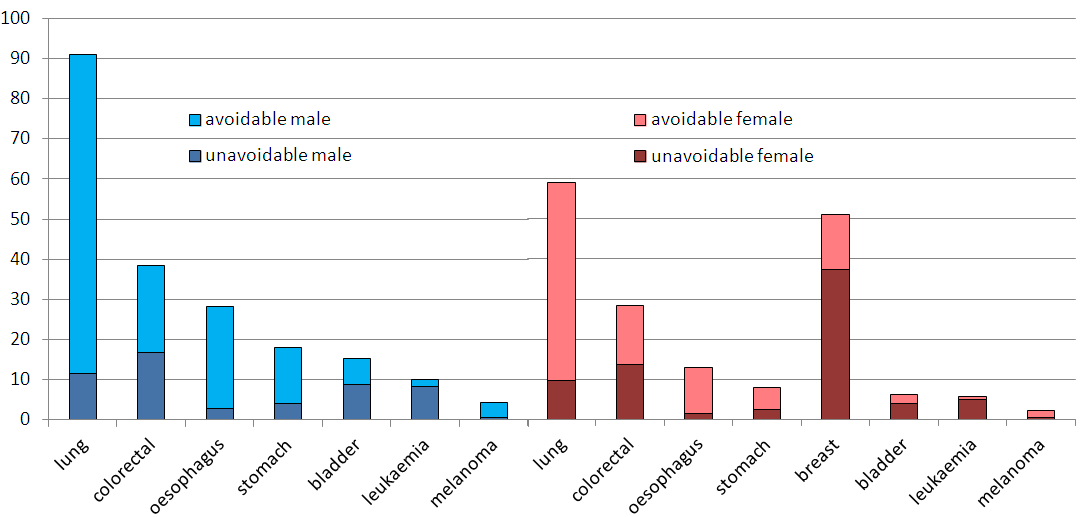 100
90
80
70
60
50
40
30
20
10
0
avoidable male
unavoidable male
avoidable female
unavoidable female
lung
colorectal
oesophagus
stomach
bladder
leukaemia
melanoma
lung
colorectal
oesophagus
stomach
breast
bladder
leukaemia
melanoma